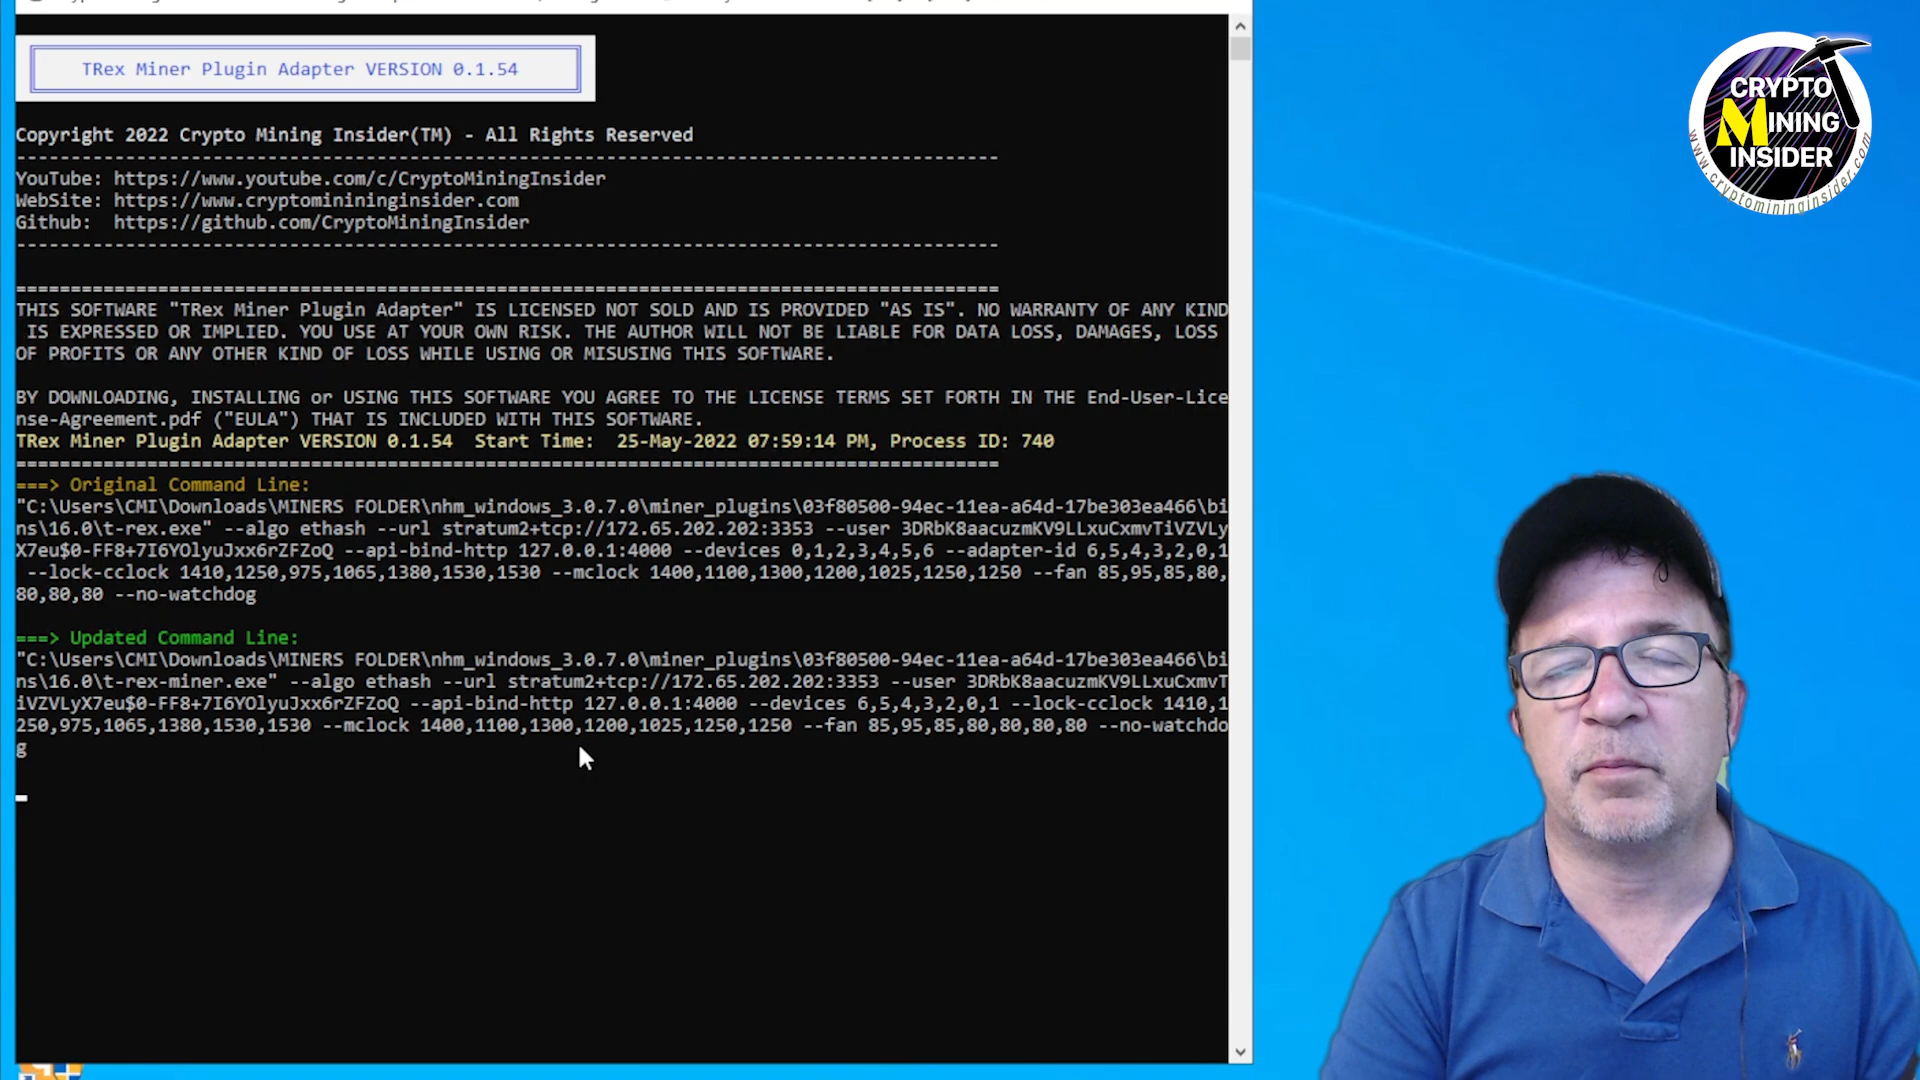 TRex Miner Plugin Adapter VERSION 0.1.54
Copyright 2022 Crypto Mining Insider(TM) - All Rights Reserved
--------------------------------------------------------------------------------
YouTube: https://www.youtube.com/c/CryptoMiningInsider
WebSite: https://www.cryptomininginsider.com
Github:  https://github.com/CryptoMiningInsider
--------------------------------------------------------------------------------
================================================================================
THIS SOFTWARE "TRex Miner Plugin Adapter" IS LICENSED NOT SOLD AND IS PROVIDED "AS IS". NO WARRANTY OF ANY KIND
IS EXPRESSED OR IMPLIED. YOU USE AT YOUR OWN RISK. THE AUTHOR WILL NOT BE LIABLE FOR DATA LOSS, DAMAGES, LOSS
OF PROFITS OR ANY OTHER KIND OF LOSS WHILE USING OR MISUSING THIS SOFTWARE.
BY DOWNLOADING, INSTALLING or USING THIS SOFTWARE YOU AGREE TO THE LICENSE TERMS SET FORTH IN THE End-User-Lice
nse-Agreement.pdf ("EULA") THAT IS INCLUDED WITH THIS SOFTWARE.
TRex Miner Plugin Adapter VERSION 0.1.54  Start Time:  25-May-2022 07:59:14 PM, Process ID: 740
================================================================================
===> Original Command Line:
"C:\Users\CMI\Downloads\MINERS FOLDER\nhm_windows_3.0.7.0\miner_plugins\03f80500-94ec-11ea-a64d-17be303ea466\bi
ns\16.0\t-rex.exe" --algo ethash --url stratum2+tcp://172.65.202.202:3353 --user 3DRbK8aacuzmKV9LLxuCxmvTiVZVLy
X7eu$0-FF8+7I6YOlyuJxx6rZFZoQ --api-bind-http 127.0.0.1:4000 --devices 0,1,2,3,4,5,6 --adapter-id 6,5,4,3,2,0,1
--lock-cclock 1410,1250,975,1065,1380,1530,1530 --mclock 1400,1100,1300,1200,1025,1250,1250 --fan 85,95,85,80,
80,80,80 --no-watchdog
===> Updated Command Line:
"C:\Users\CMI\Downloads\MINERS FOLDER\nhm_windows_3.0.7.0\miner_plugins\03f80500-94ec-11ea-a64d-17be303ea466\bi
ns\16.0\t-rex-miner.exe" --algo ethash --url stratum2+tcp://172.65.202.202:3353 --user 3DRbK8aacuzmKV9LLxuCxmvT
iVZVLyX7eu$0-FF8+7I6YOlyuJxx6rZFZoQ --api-bind-http 127.0.0.1:4000 --devices 6,5,4,3,2,0,1 --lock-cclock 1410,1
250,975,1065,1380,1530,1530 --mclock 1400,1100,1300,1200,1025,1250,1250 --fan 85,95,85,80,80,80,80 --no-watchdo
g
CRYPTO
MINING
INSIDER
www.cryptomininginsider.com